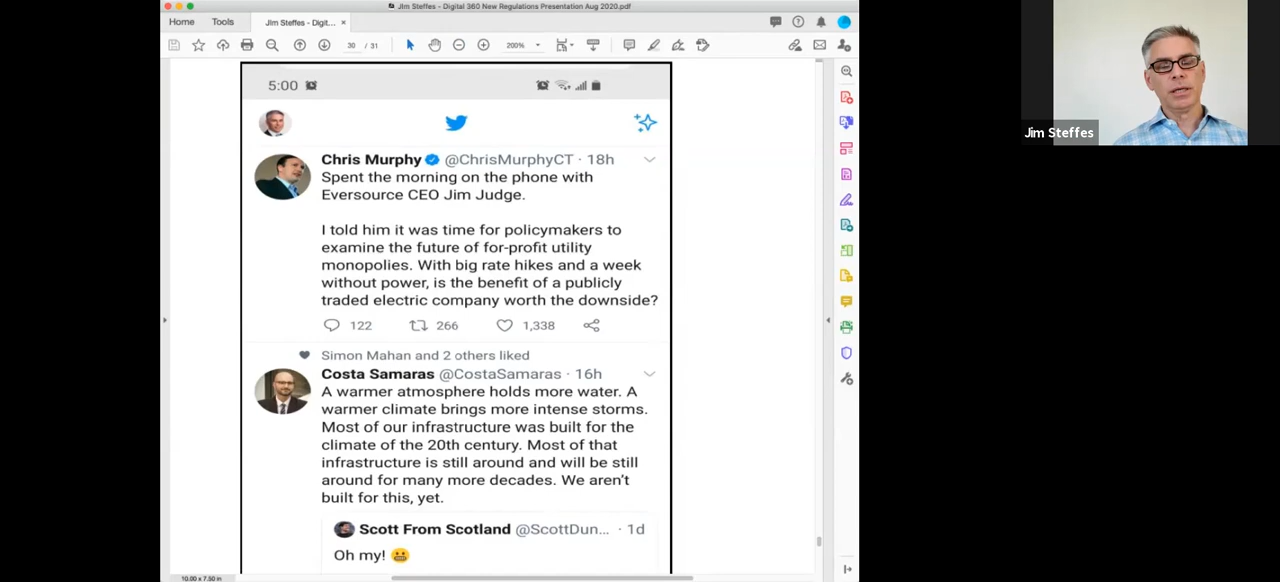 Jim Steffes - Digital 360 New Regulations Presentation Aug 2020.pdf
Home Tools Jim Steffes - Digit... ×
30 / 31 200%
5:00
Chris Murphy @ChrisMurphyCT · 18h
Spent the morning on the phone with
Eversource CEO Jim Judge.
I told him it was time for policymakers to
examine the future of for-profit utility
monopolies. With big rate hikes and a week
without power, is the benefit of a publicly
traded electric company worth the downside?
122 266 1,338
Simon Mahan and 2 others liked
Costa Samaras @CostaSamaras · 16h
A warmer atmosphere holds more water. A
warmer climate brings more intense storms.
Most of our infrastructure was built for the
climate of the 20th century. Most of that
infrastructure is still around and will be still
around for many more decades. We aren't
built for this, yet.
Scott From Scotland @ScottDun... · 1d
Oh my! 😬
10.00 x 7.50 in
Jim Steffes